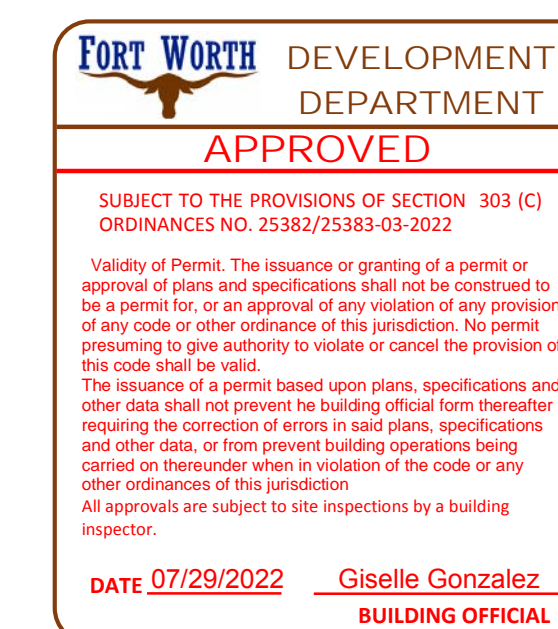 FORT WORTH
DEVELOPMENT
DEPARTMENT
APPROVED
SUBJECT TO THE PROVISIONS OF SECTION 303 (C)
ORDINANCES NO. 25382/25383-03-2022
Validity of Permit. The issuance or granting of a permit or
approval of plans and specifications shall not be construed to
be a permit for, or an approval of any violation of any provision
of any code or other ordinance of this jurisdiction. No permit
presuming to give authority to violate or cancel the provision of
this code shall be valid.
The issuance of a permit based upon plans, specifications and
other data shall not prevent he building official form thereafter
requiring the correction of errors in said plans, specifications
and other data, or from prevent building operations being
carried on thereunder when in violation of the code or any
other ordinances of this jurisdiction
All approvals are subject to site inspections by a building
inspector.
DATE 07/29/2022 Giselle Gonzalez
BUILDING OFFICIAL